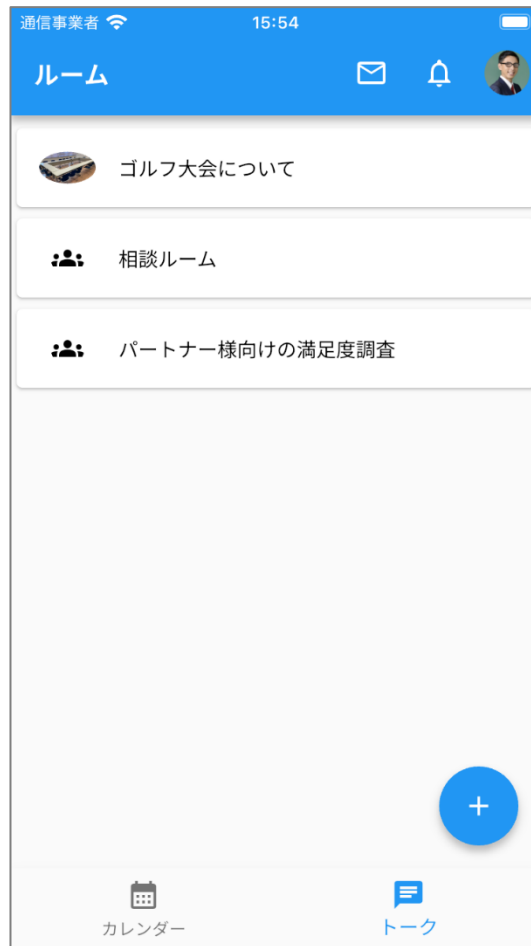 通信事業者 15:54
ルーム
ゴルフ大会について
相談ルーム
パートナー様向けの満足度調査
+
カレンダー トーク